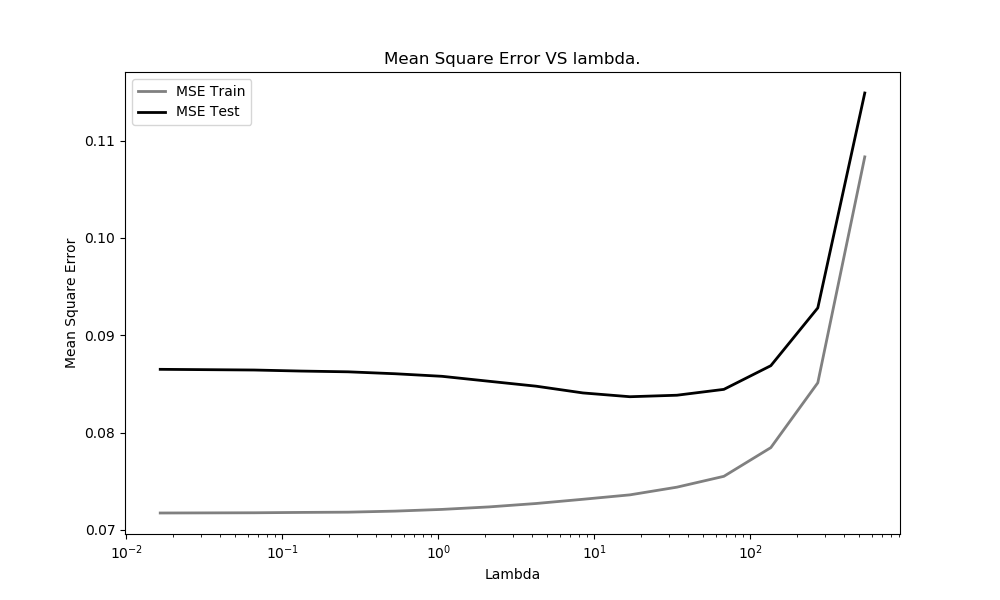 Mean Square Error VS lambda.
MSE Train
MSE Test
0.11
0.10
0.09
0.08
0.07
Mean Square Error
10⁻²
10⁻¹
10⁰
10¹
10²
Lambda